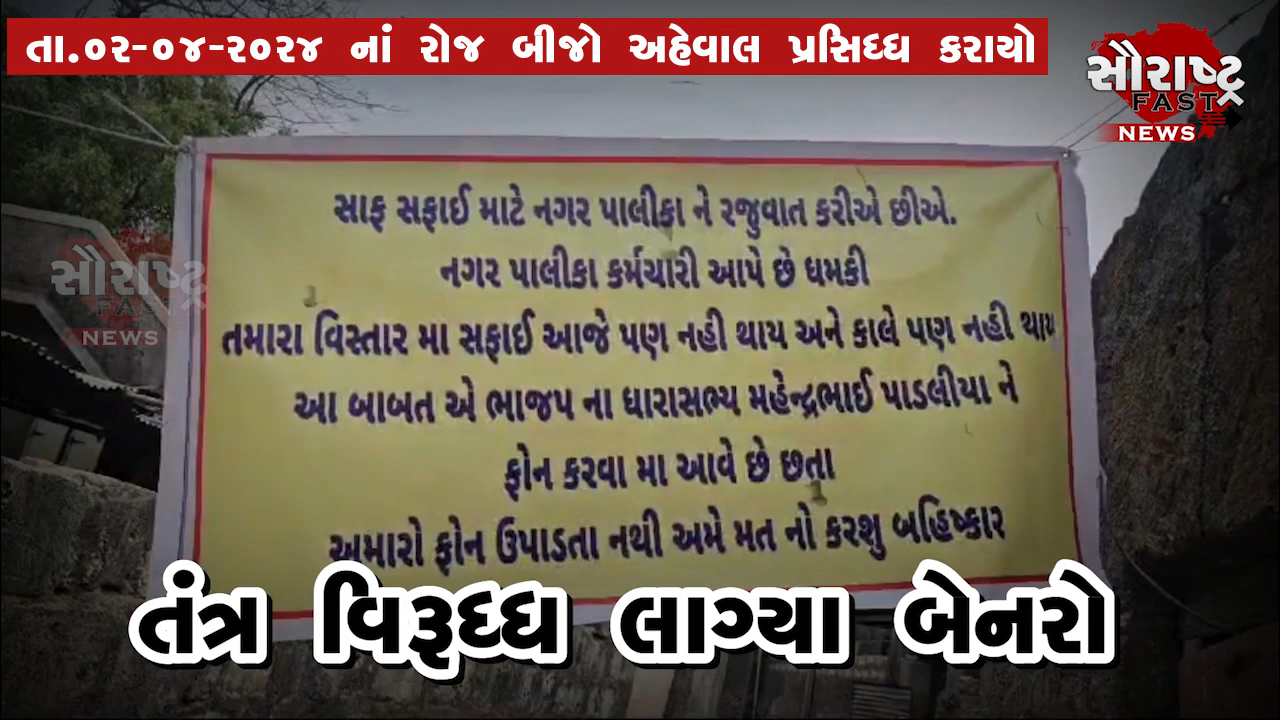 તા.૦૨-૦૪-૨૦૨૪ નાં રોજ બીજો અહેવાલ પ્રસિધ્ધ કરાયો
સૌરાષ્ટ્ર
FAST
NEWS
સાફ સફાઈ માટે નગર પાલીકા ને રજુવાત કરીએ છીએ.
નગર પાલીકા કર્મચારી આપે છે ધમકી
સૌરાષ્ટ્ર
FAST
NEWS
તમારા વિસ્તાર મા સફાઈ આજે પણ નહી થાય અને કાલે પણ નહી થાય
આ બાબત એ ભાજપ ના ધારાસભ્ય મહેન્દ્રભાઈ પાડલીયા ને
ફોન કરવા મા આવે છે છતા
અમારો ફોન ઉપાડતા નથી અમે મત નો કરશુ બહિષ્કાર
તંત્ર વિરૂધ્ધ લાગ્યા બેનરો